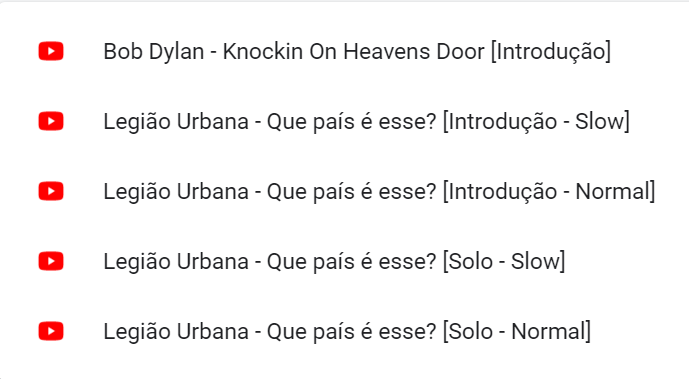 Bob Dylan - Knockin On Heavens Door [Introdução]
Legião Urbana - Que país é esse? [Introdução - Slow]
Legião Urbana - Que país é esse? [Introdução - Normal]
Legião Urbana - Que país é esse? [Solo - Slow]
Legião Urbana - Que país é esse? [Solo - Normal]